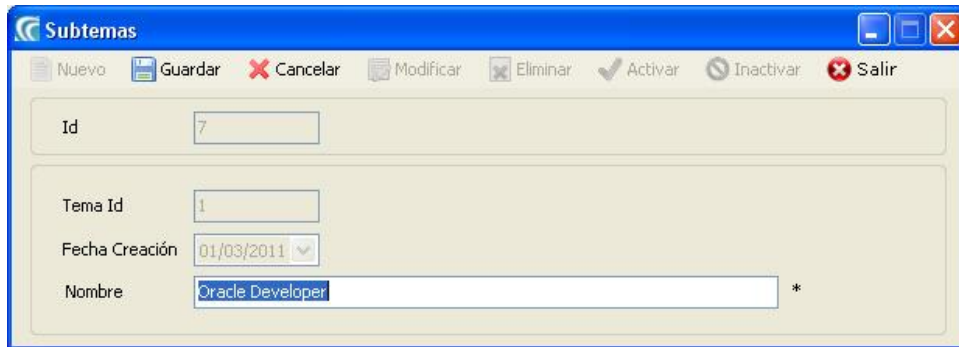 Subtemas
Nuevo Guardar Cancelar Modificar Eliminar Activar Inactivar Salir
Id 7
Tema Id 1
Fecha Creación 01/03/2011
Nombre Oracle Developer *